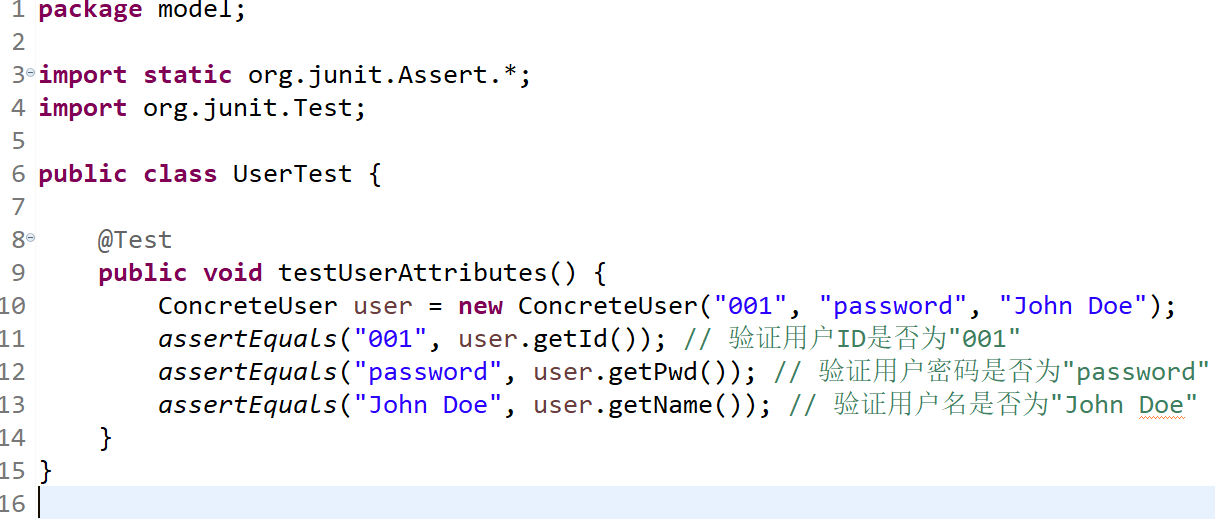 1 package model;
2
3 import static org.junit.Assert.*;
4 import org.junit.Test;
5
6 public class UserTest {
7
8     @Test
9     public void testUserAttributes() {
10         ConcreteUser user = new ConcreteUser("001", "password", "John Doe");
11         assertEquals("001", user.getId()); // 验证用户ID是否为"001"
12         assertEquals("password", user.getPwd()); // 验证用户密码是否为"password"
13         assertEquals("John Doe", user.getName()); // 验证用户名是否为"John Doe"
14     }
15 }
16